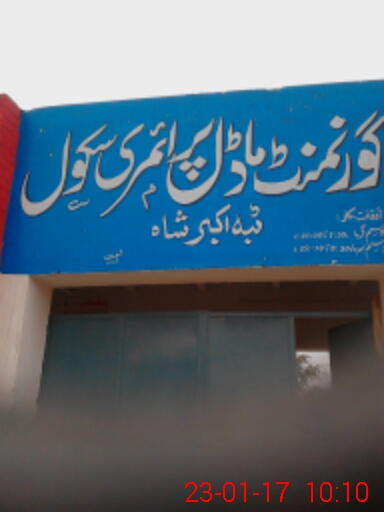 گورنمنٹ ماڈل پرائمری سکول
ٹبہ اکبر شاہ
23-01-17 10:10